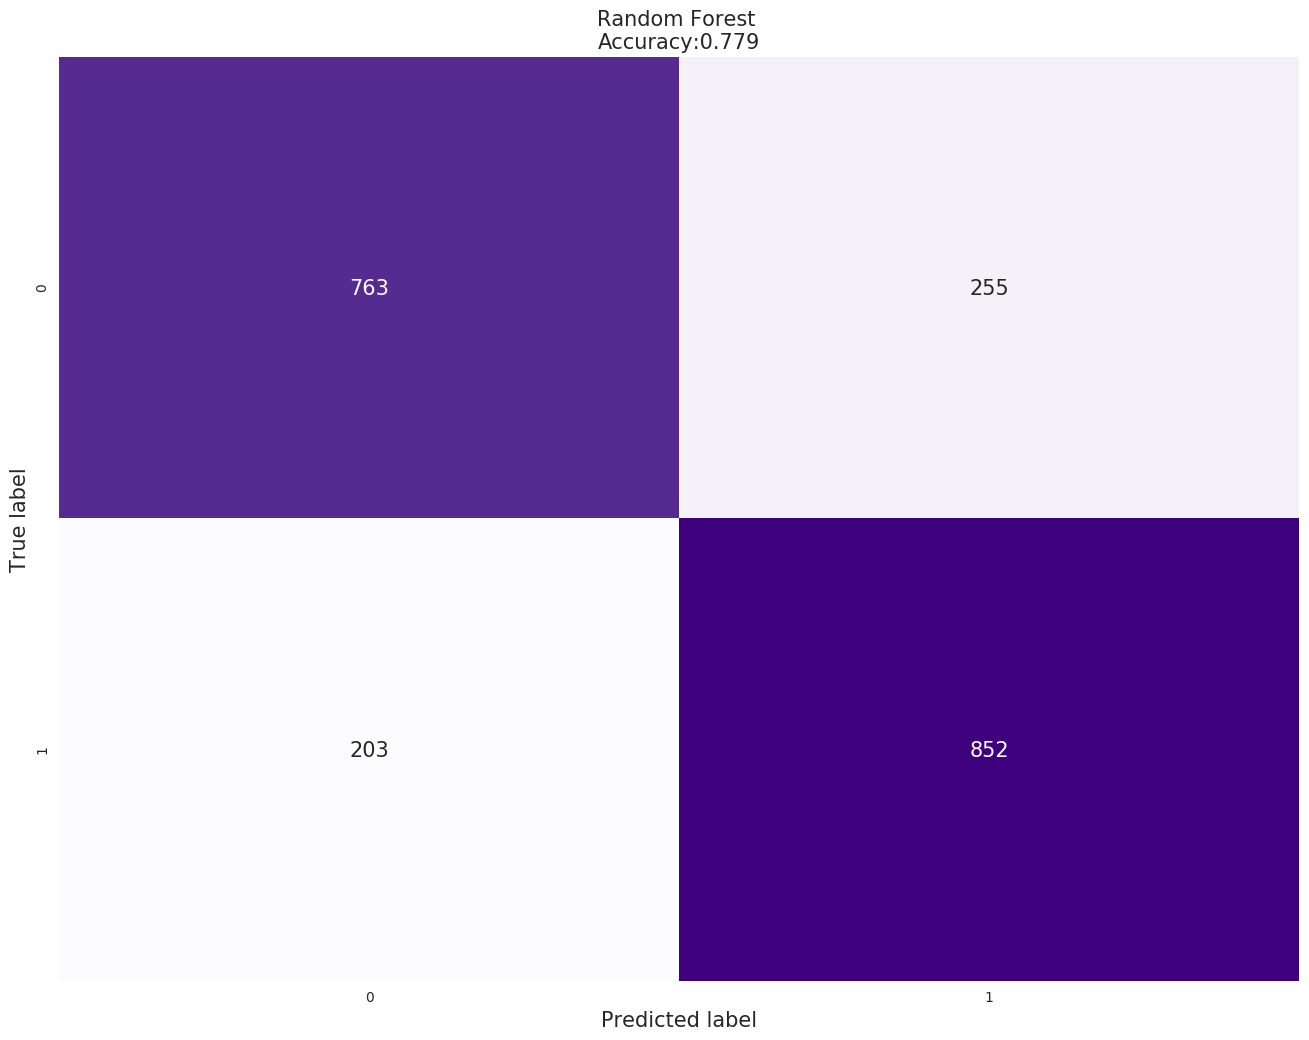 Random Forest
Accuracy:0.779
True label
0
763
255
1
203
852
0
1
Predicted label